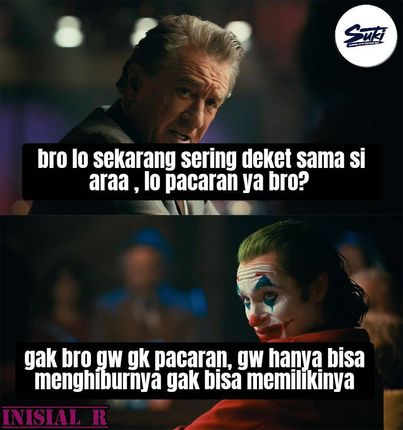 Suki
bro lo sekarang sering deket sama si
araa , lo pacaran ya bro?
gak bro gw gk pacaran, gw hanya bisa
menghiburnya gak bisa memilikinya
INISIAL R